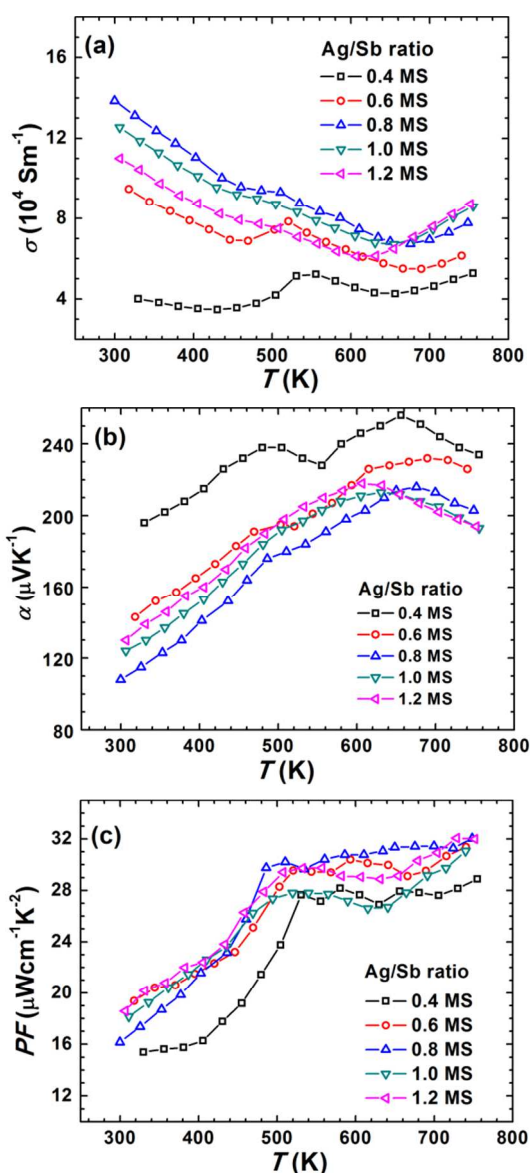 (a)
Ag/Sb ratio
0.4 MS
0.6 MS
0.8 MS
1.0 MS
1.2 MS
σ (10⁴ Sm⁻¹)
16
12
8
4
300 400 500 600 700 800
T (K)
(b)
α (μVK⁻¹)
240
200
160
120
80
Ag/Sb ratio
0.4 MS
0.6 MS
0.8 MS
1.0 MS
1.2 MS
300 400 500 600 700 800
T (K)
(c)
PF (μWcm⁻¹K⁻²)
32
28
24
20
16
12
Ag/Sb ratio
0.4 MS
0.6 MS
0.8 MS
1.0 MS
1.2 MS
300 400 500 600 700 800
T (K)